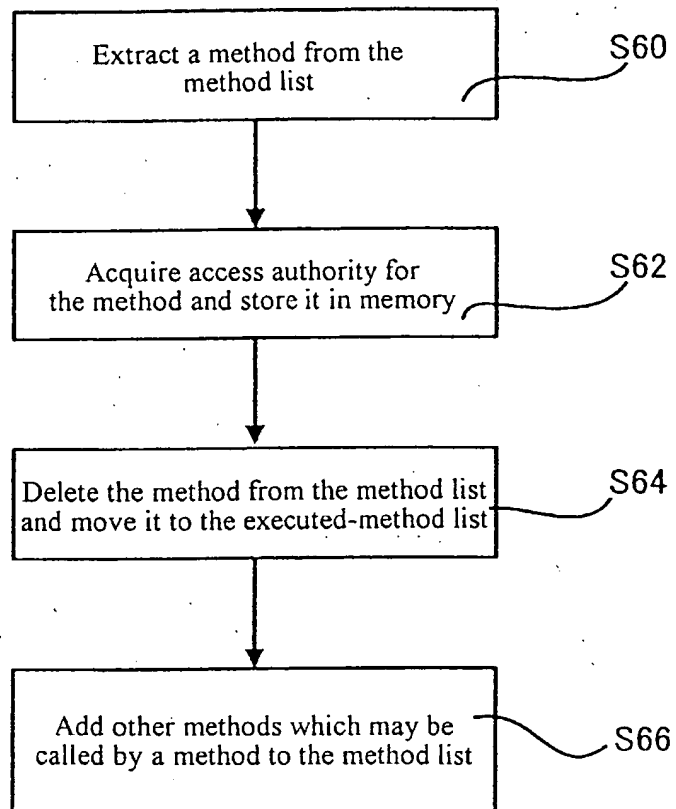 Extract a method from the
method list
S60
Acquire access authority for
the method and store it in memory
S62
Delete the method from the method list
and move it to the executed-method list
S64
Add other methods which may be
called by a method to the method list
S66